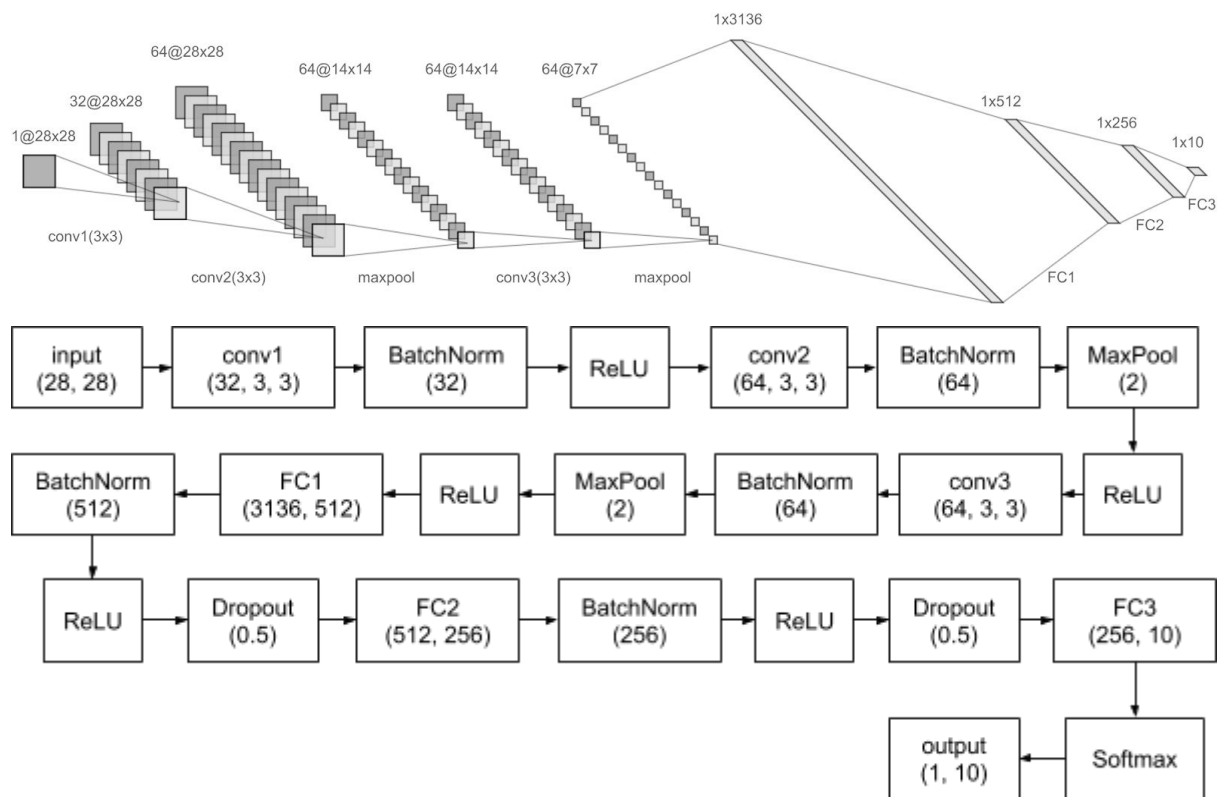 1x3136
64@28x28
64@14x14
64@14x14
64@7x7
32@28x28
1x512
1x256
1@28x28
1x10
FC3
FC2
conv1(3x3)
conv2(3x3)
maxpool
conv3(3x3)
maxpool
FC1
input
(28, 28)
conv1
(32, 3, 3)
BatchNorm
(32)
ReLU
conv2
(64, 3, 3)
BatchNorm
(64)
MaxPool
(2)
BatchNorm
(512)
FC1
(3136, 512)
ReLU
MaxPool
(2)
BatchNorm
(64)
conv3
(64, 3, 3)
ReLU
ReLU
Dropout
(0.5)
FC2
(512, 256)
BatchNorm
(256)
ReLU
Dropout
(0.5)
FC3
(256, 10)
output
(1, 10)
Softmax